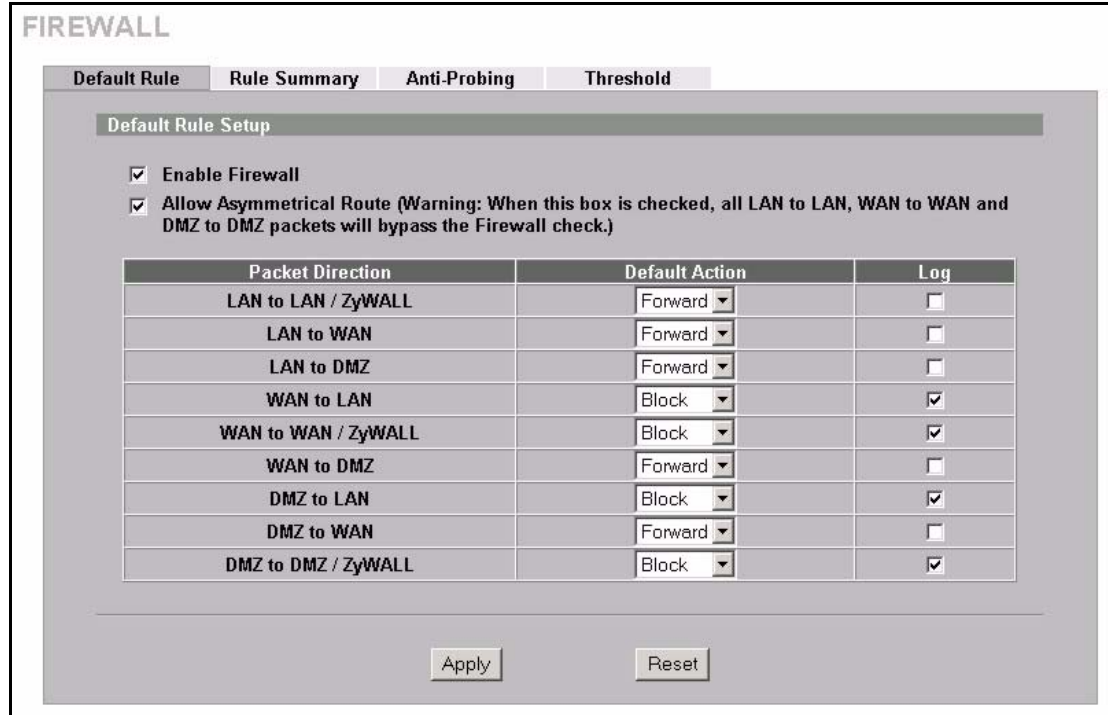 FIREWALL
Default Rule Rule Summary Anti-Probing Threshold
Default Rule Setup
Enable Firewall
Allow Asymmetrical Route (Warning: When this box is checked, all LAN to LAN, WAN to WAN and
DMZ to DMZ packets will bypass the Firewall check.)
Packet Direction Default Action Log
LAN to LAN / ZyWALL Forward
LAN to WAN Forward
LAN to DMZ Forward
WAN to LAN Block
WAN to WAN / ZyWALL Block
WAN to DMZ Forward
DMZ to LAN Block
DMZ to WAN Forward
DMZ to DMZ / ZyWALL Block
Apply Reset